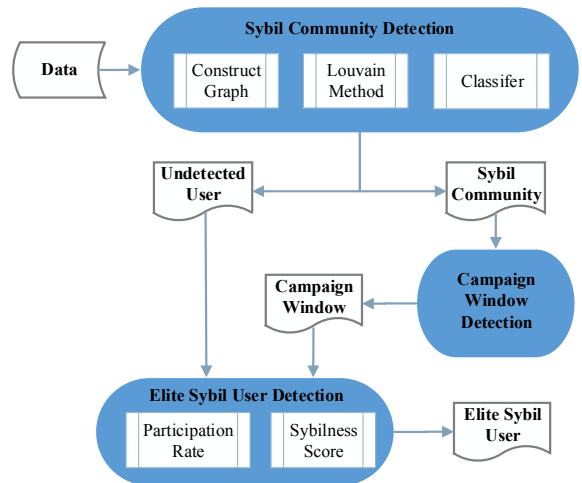 Sybil Community Detection
Data
Construct
Graph
Louvain
Method
Classifer
Undetected
User
Sybil
Community
Campaign
Window
Campaign
Window
Detection
Elite Sybil User Detection
Participation
Rate
Sybilness
Score
Elite Sybil
User